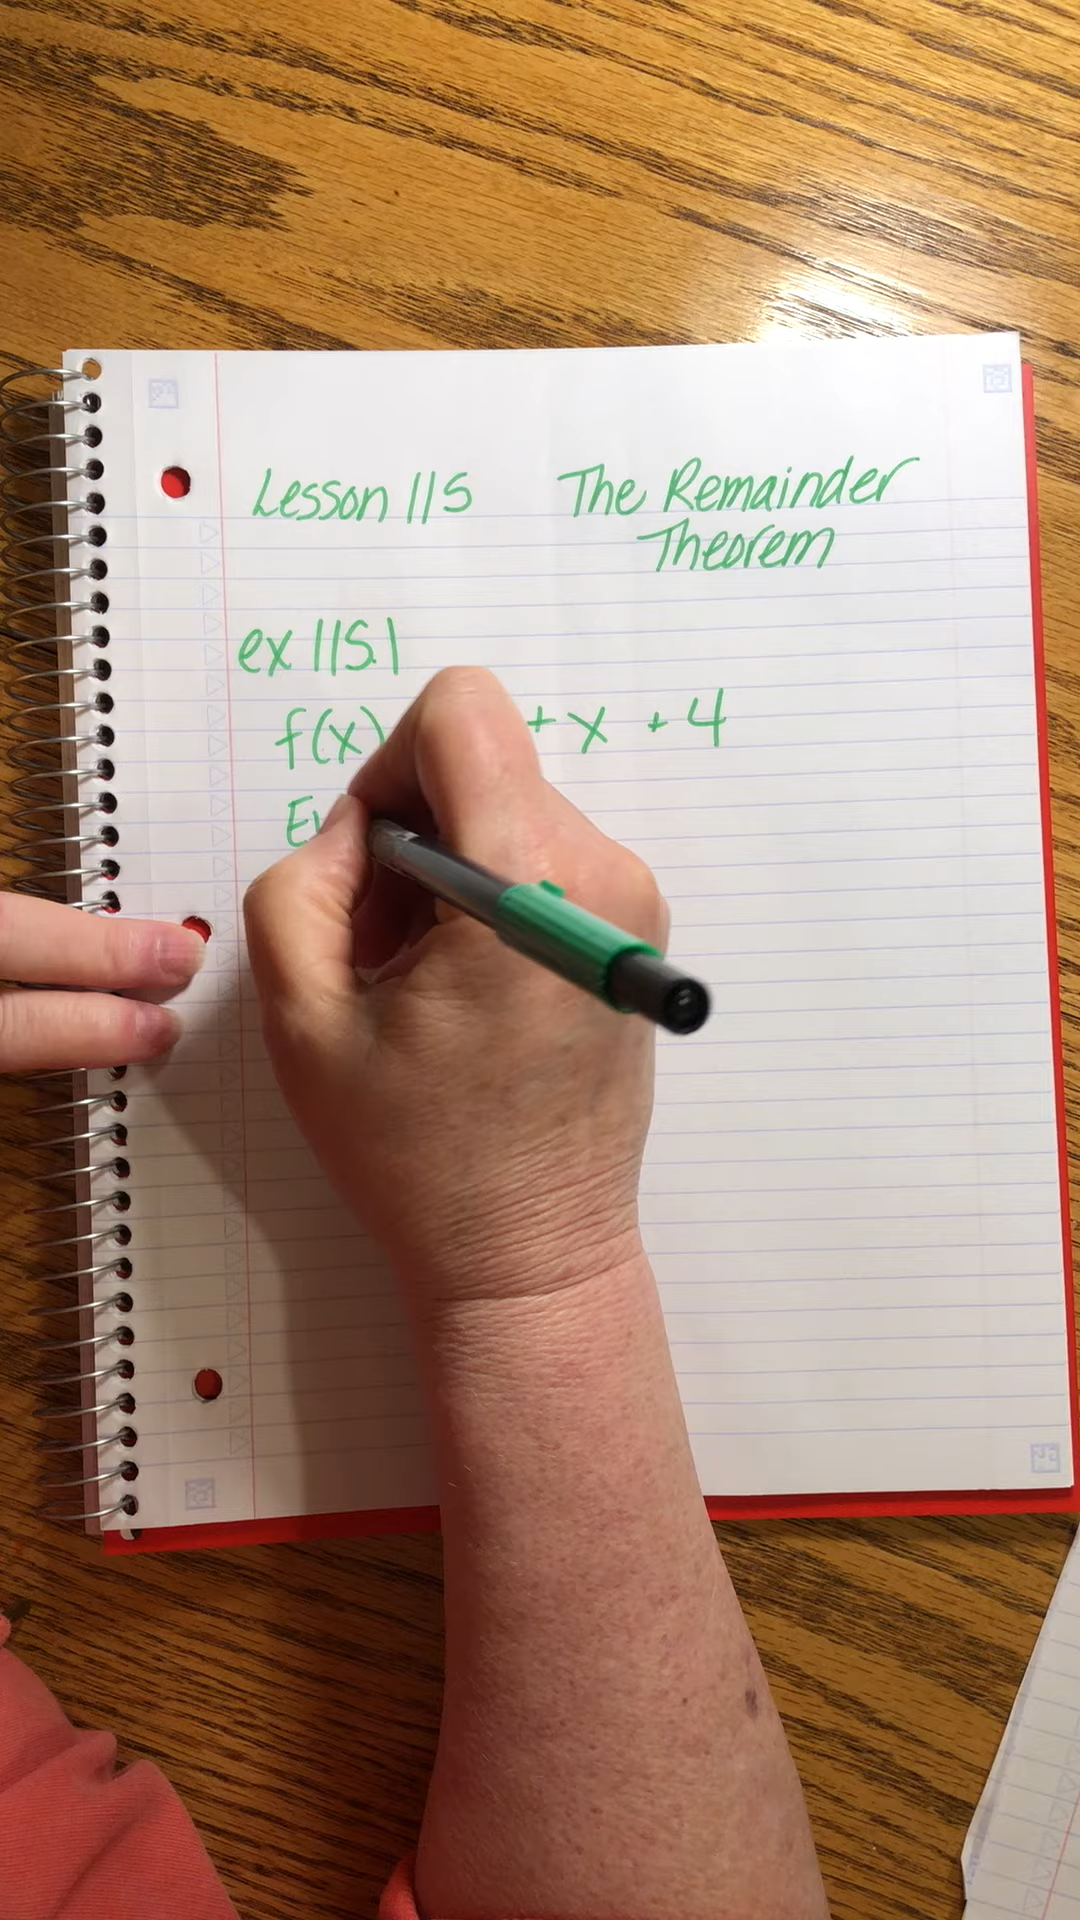 Lesson 115 The Remainder
Theorem
ex 115.1
f(x) + x + 4